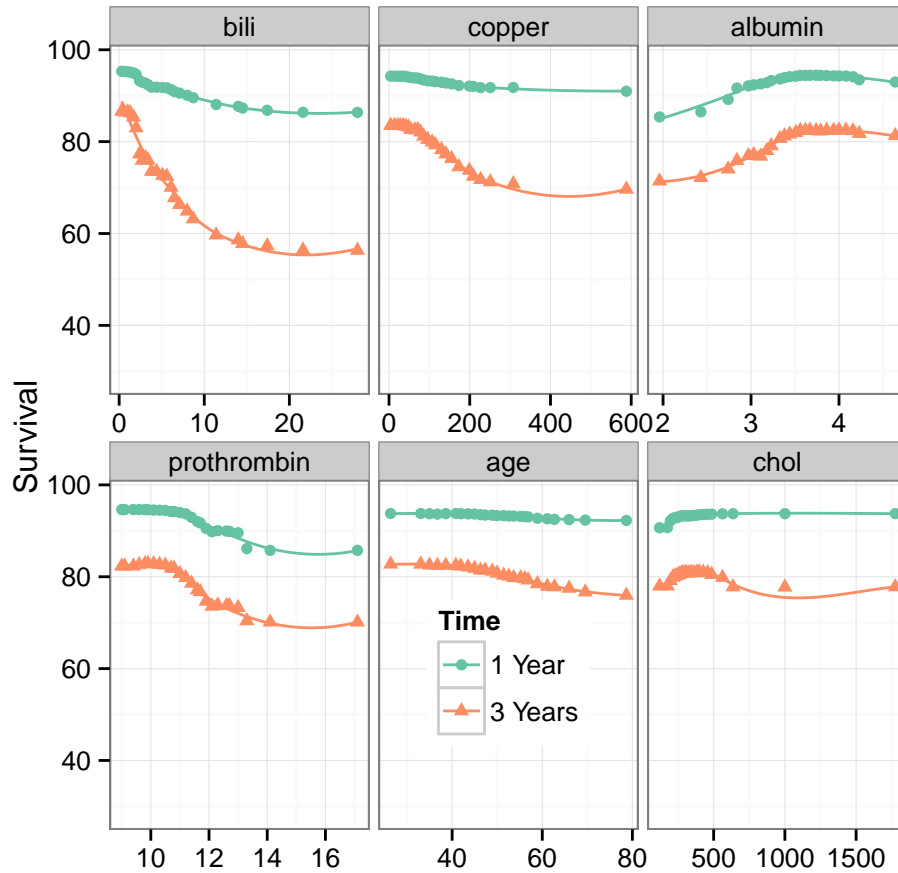 bili copper albumin
100
80
60
40
0 10 20 0 200 400 600 2 3 4
Survival
prothrombin age chol
100
80
60
40
Time
1 Year
3 Years
10 12 14 16 40 60 80 500 1000 1500